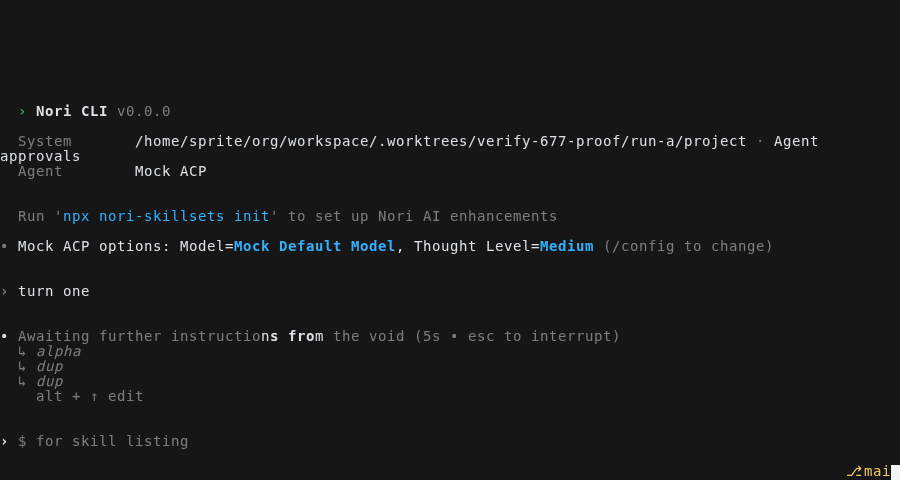 › Nori CLI v0.0.0
System /home/sprite/org/workspace/.worktrees/verify-677-proof/run-a/project · Agent
approvals
Agent Mock ACP
Run 'npx nori-skillsets init' to set up Nori AI enhancements
• Mock ACP options: Model=Mock Default Model, Thought Level=Medium (/config to change)
› turn one
• Awaiting further instructions from the void (5s • esc to interrupt)
↳ alpha
↳ dup
↳ dup
alt + ↑ edit
› $ for skill listing
⎇ mai